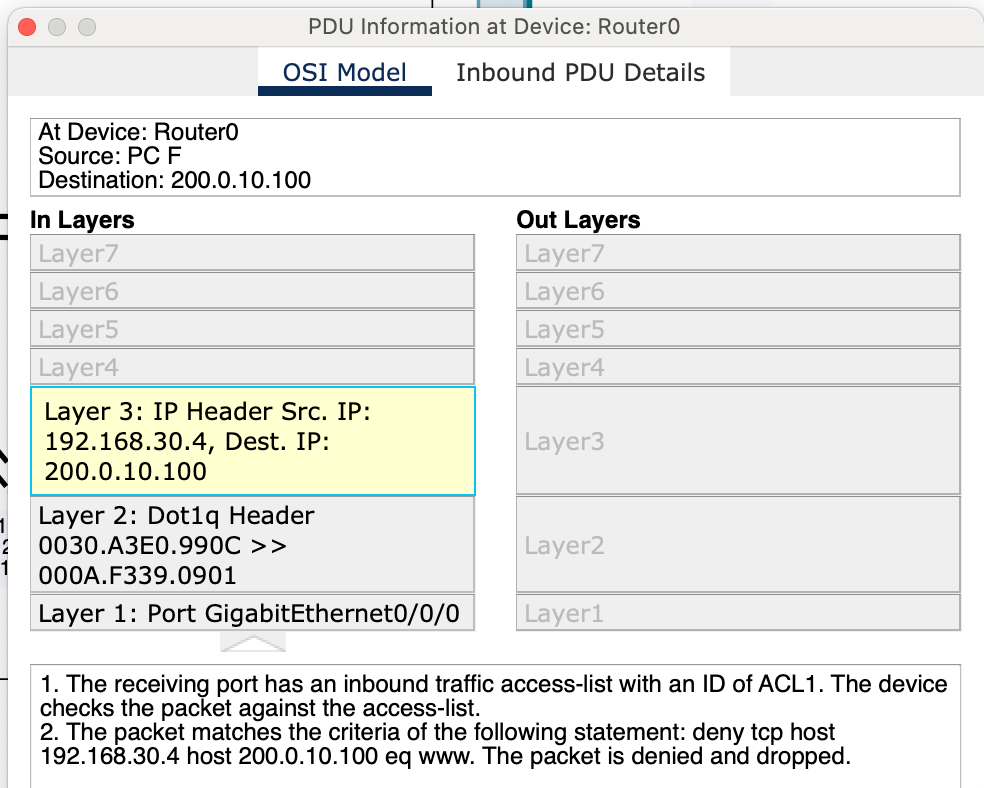 PDU Information at Device: Router0
OSI Model
Inbound PDU Details
At Device: Router0
Source: PC F
Destination: 200.0.10.100
In Layers
Out Layers
Layer7
Layer7
Layer6
Layer6
Layer5
Layer5
Layer4
Layer4
Layer 3: IP Header Src. IP:
192.168.30.4, Dest. IP:
200.0.10.100
Layer3
Layer 2: Dot1q Header
0030.A3E0.990C >>
000A.F339.0901
Layer2
Layer 1: Port GigabitEthernet0/0/0
Layer1
1. The receiving port has an inbound traffic access-list with an ID of ACL1. The device
checks the packet against the access-list.
2. The packet matches the criteria of the following statement: deny tcp host
192.168.30.4 host 200.0.10.100 eq www. The packet is denied and dropped.